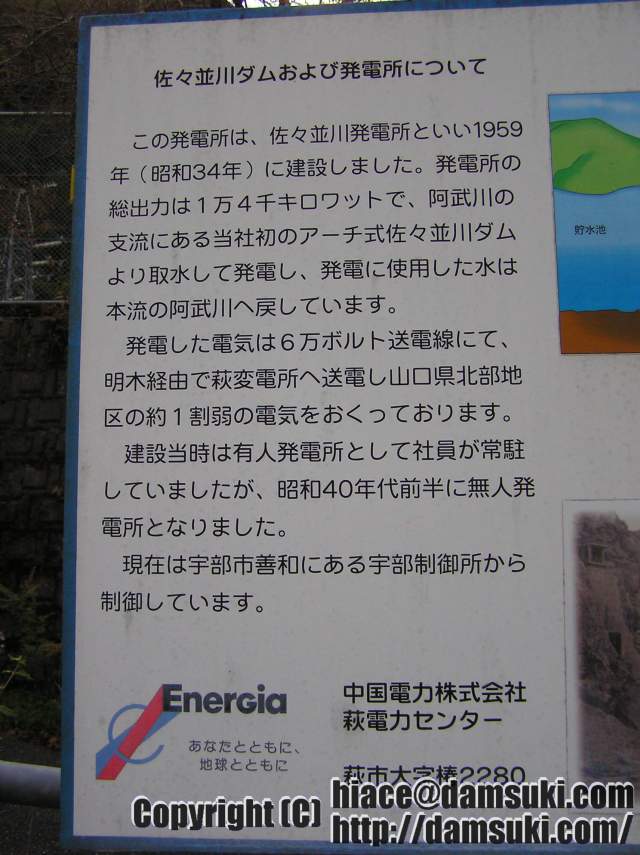 佐々並川ダムおよび発電所について
この発電所は、佐々並川発電所といい1959
年（昭和34年）に建設しました。発電所の
総出力は１万４千キロワットで、阿武川の
支流にある当社初のアーチ式佐々並川ダム
より取水して発電し、発電に使用した水は
本流の阿武川へ戻しています。
発電した電気は６万ボルト送電線にて、
明木経由で萩変電所へ送電し山口県北部地
区の約１割弱の電気をおくっております。
建設当時は有人発電所として社員が常駐
していましたが、昭和40年代前半に無人発
電所となりました。
現在は宇部市善和にある宇部制御所から
制御しています。
貯水池
Energia
あなたとともに、
地球とともに
中国電力株式会社
萩電力センター
萩市大字椿2280
Copyright (C) hiace@damsuki.com
http://damsuki.com/